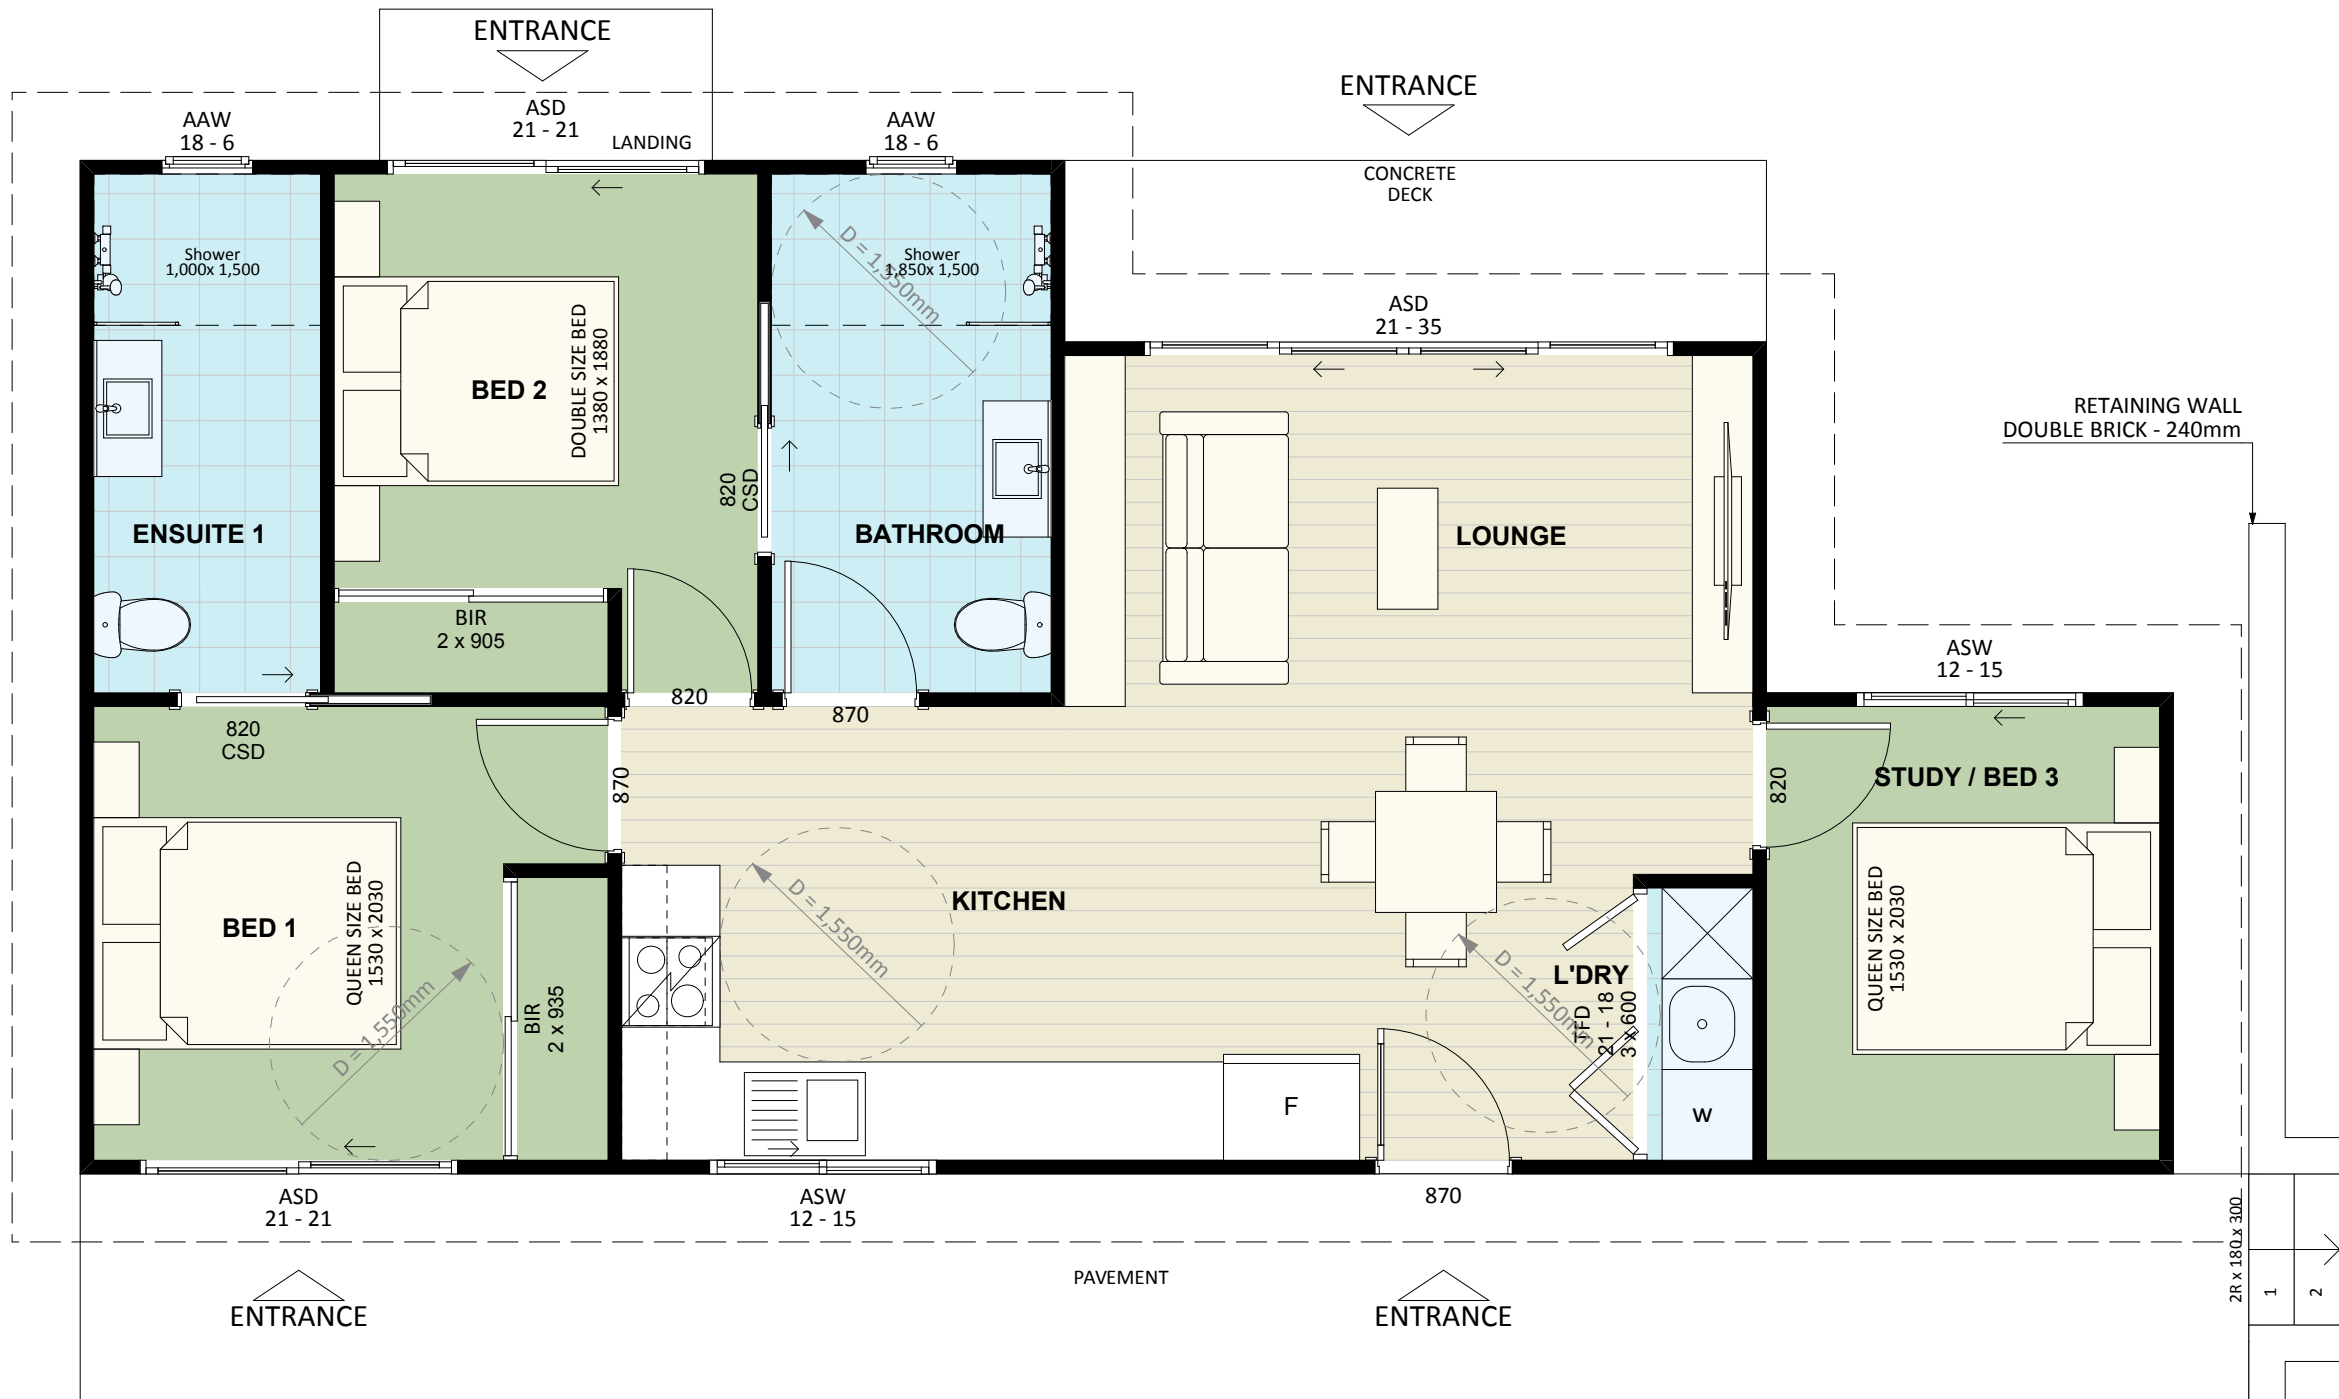 ENTRANCE
ENTRANCE
AAW
18 - 6
ASD
21 - 21
LANDING
AAW
18 - 6
CONCRETE
DECK
Shower
1,000x 1,500
D = 1,550mm
Shower
1,850x 1,500
ASD
21 - 35
BED 2
DOUBLE SIZE BED
1380 x 1880
RETAINING WALL
DOUBLE BRICK - 240mm
820
CSD
ENSUITE 1
BATHROOM
LOUNGE
BIR
2 x 905
ASW
12 - 15
820
870
820
CSD
870
820
STUDY / BED 3
BED 1
QUEEN SIZE BED
1530 x 2030
D = 1,550mm
BIR
2 x 935
D = 1,550mm
KITCHEN
D = 1,550mm
L'DRY
21 - 18
3 x 600
QUEEN SIZE BED
1530 x 2030
F
W
ASD
21 - 21
ASW
12 - 15
870
2R x 180 x 300
1
2
PAVEMENT
ENTRANCE
ENTRANCE